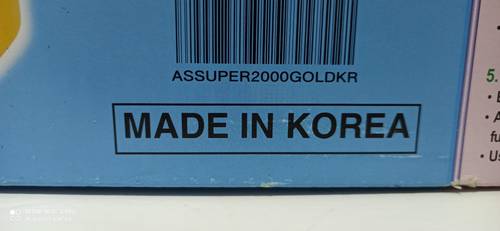 ASSUPER2000GOLDKR
MADE IN KOREA
5.